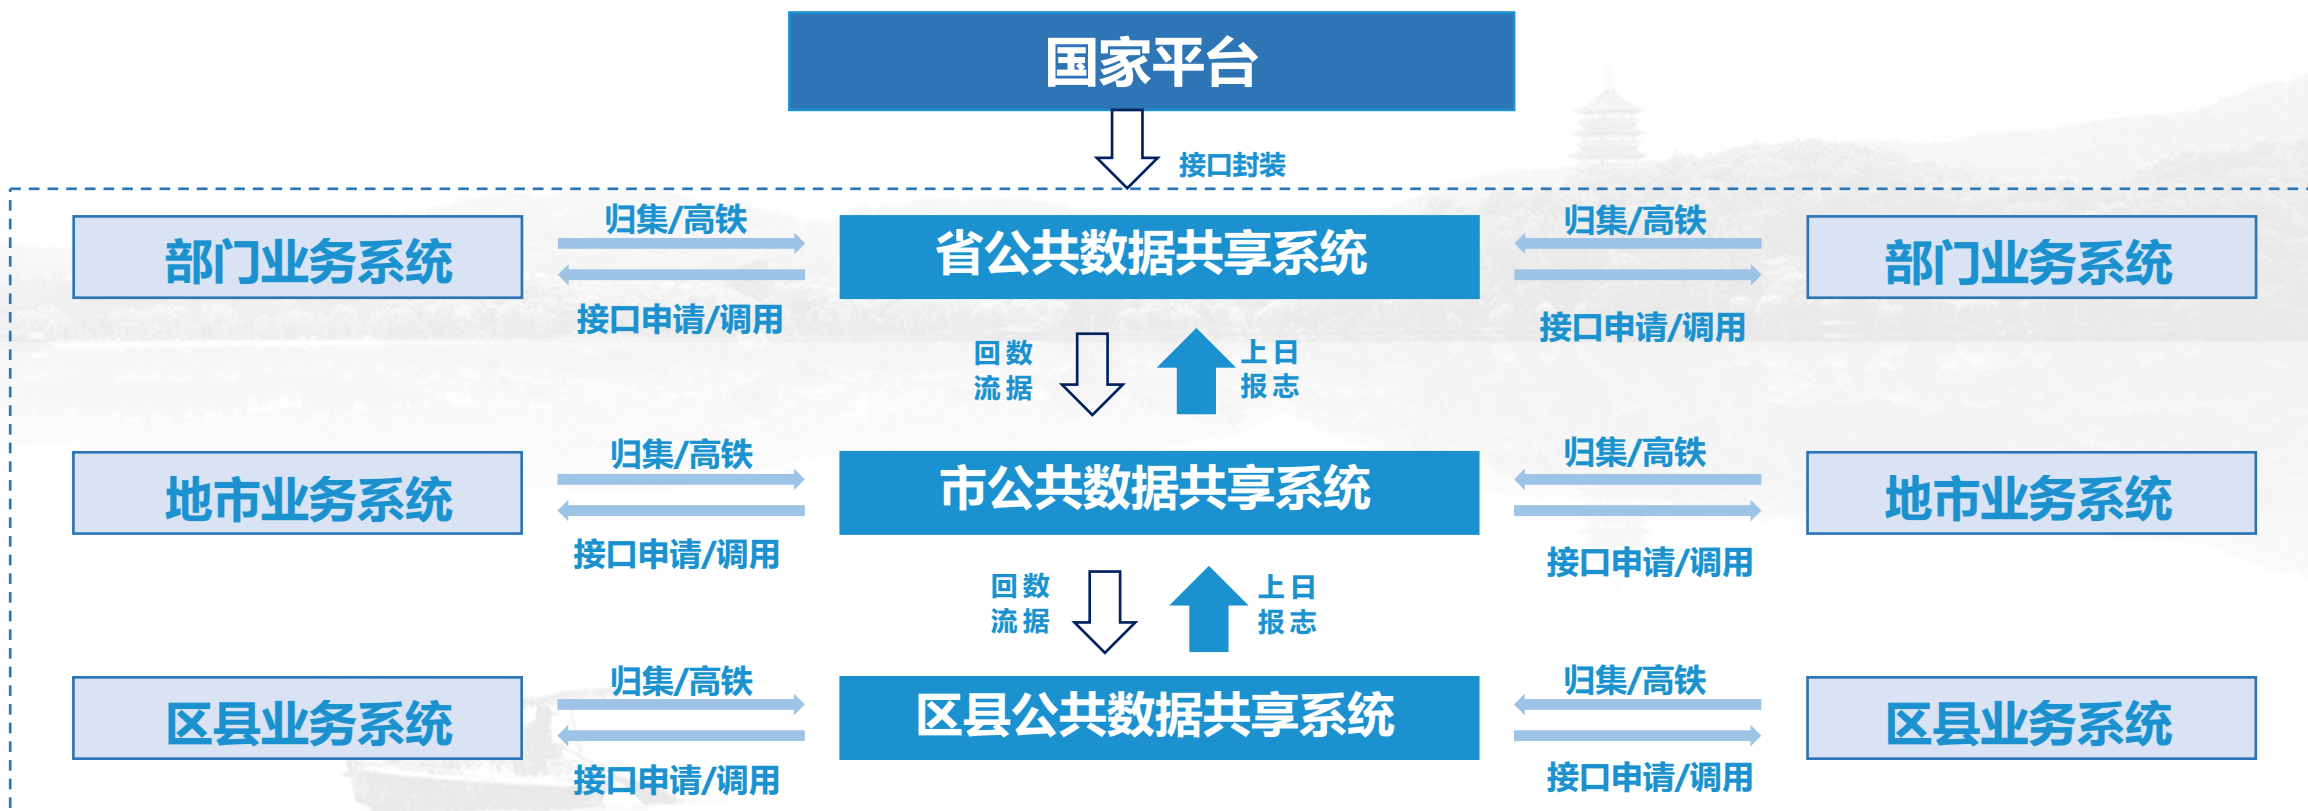 国家平台
接口封装
归集/高铁
归集/高铁
部门业务系统
省公共数据共享系统
部门业务系统
接口申请/调用
接口申请/调用
回数
流据
上日
报志
归集/高铁
归集/高铁
地市业务系统
市公共数据共享系统
地市业务系统
接口申请/调用
接口申请/调用
回数
流据
上日
报志
归集/高铁
归集/高铁
区县业务系统
区县公共数据共享系统
区县业务系统
接口申请/调用
接口申请/调用